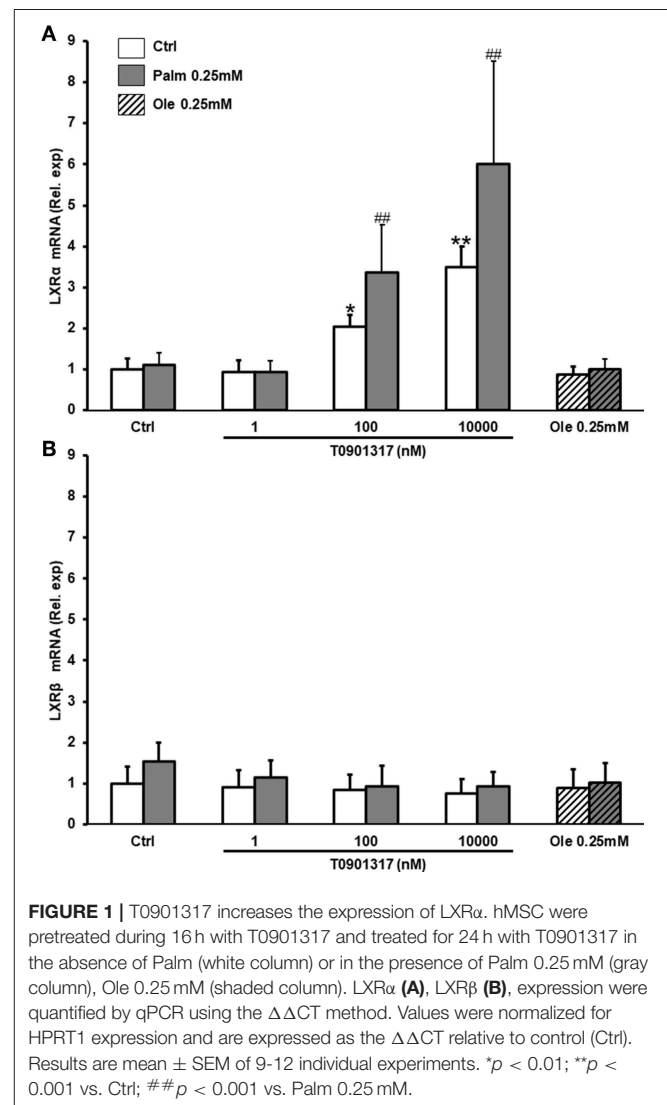 A
9
8
7
6
5
4
3
2
1
0
LXRα mRNA (Rel. exp)
Ctrl
Palm 0.25mM
Ole 0.25mM
*
##
**
##
Ctrl 1 100 10000 Ole 0.25mM
T0901317 (nM)
B
9
8
7
6
5
4
3
2
1
0
LXRβ mRNA (Rel. exp)
Ctrl 1 100 10000 Ole 0.25mM
T0901317 (nM)
FIGURE 1 | T0901317 increases the expression of LXRα. hMSC were
pretreated during 16 h with T0901317 and treated for 24 h with T0901317 in
the absence of Palm (white column) or in the presence of Palm 0.25 mM (gray
column), Ole 0.25 mM (shaded column). LXRα (A), LXRβ (B), expression were
quantified by qPCR using the ΔΔCT method. Values were normalized for
HPRT1 expression and are expressed as the ΔΔCT relative to control (Ctrl).
Results are mean ± SEM of 9-12 individual experiments. *p < 0.01; **p <
0.001 vs. Ctrl; ##p < 0.001 vs. Palm 0.25 mM.